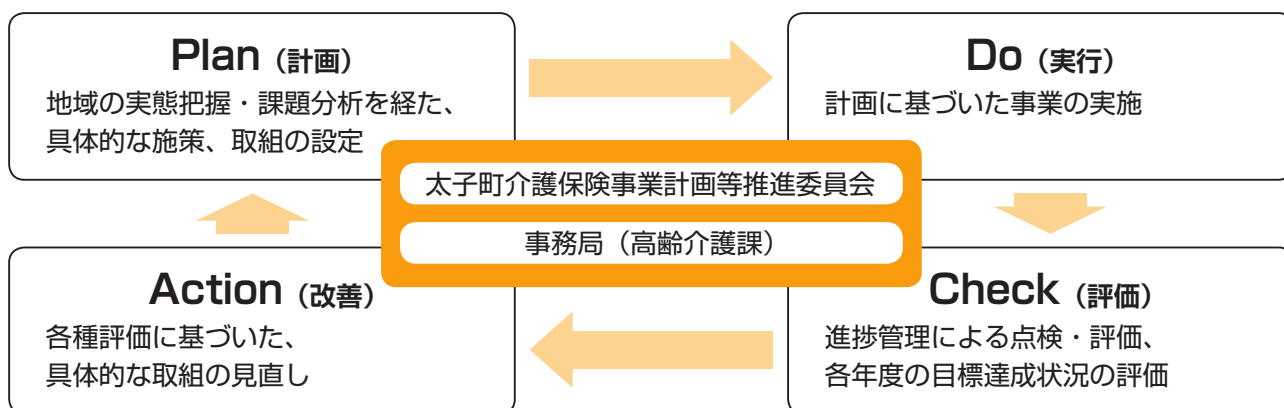 Plan（計画）
地域の実態把握・課題分析を経た、
具体的な施策、取組の設定
Do（実行）
計画に基づいた事業の実施
太子町介護保険事業計画等推進委員会
事務局（高齢介護課）
Action（改善）
各種評価に基づいた、
具体的な取組の見直し
Check（評価）
進捗管理による点検・評価、
各年度の目標達成状況の評価